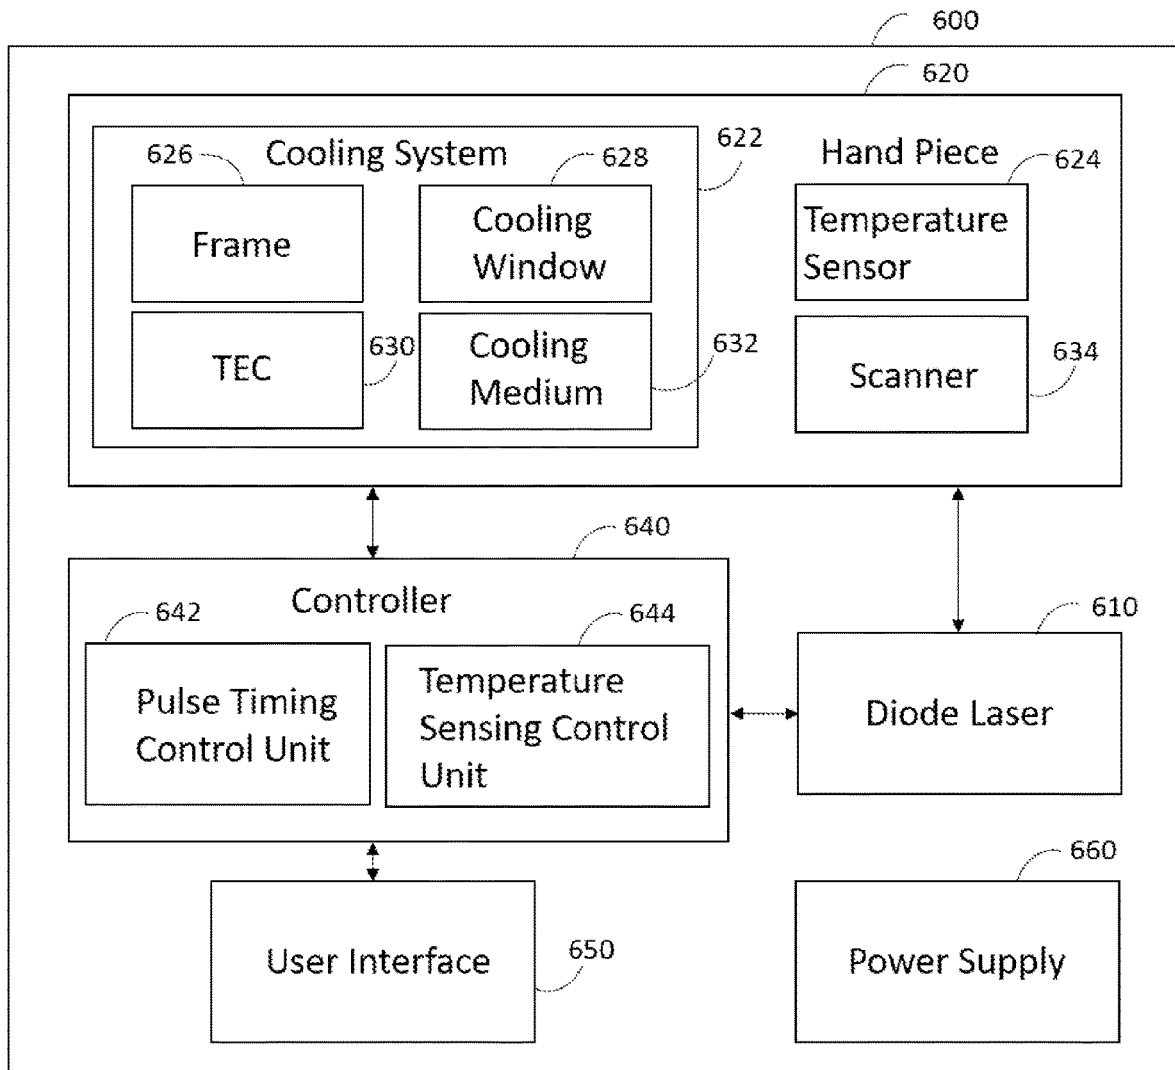 600
620
Cooling System
Hand Piece
626
628
622
624
Frame
Cooling
Window
Temperature
Sensor
TEC
630
Cooling
Medium
632
Scanner
634
640
Controller
642
644
610
Pulse Timing
Control Unit
Temperature
Sensing Control
Unit
Diode Laser
660
User Interface
650
Power Supply